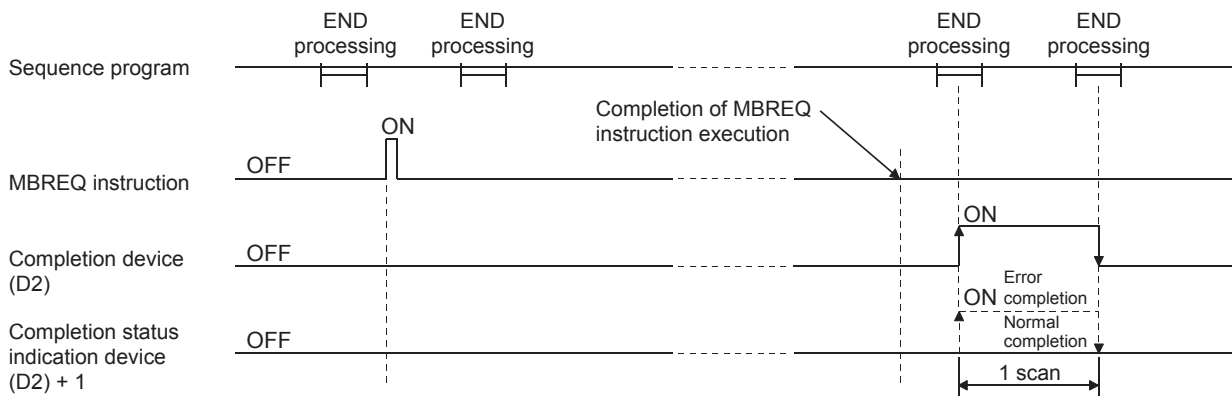 END
processing
END
processing
END
processing
END
processing
Sequence program
Completion of MBREQ
instruction execution
ON
OFF
MBREQ instruction
ON
OFF
Completion device
(D2)
Error
completion
ON
Normal
completion
OFF
Completion status
indication device
(D2) + 1
1 scan